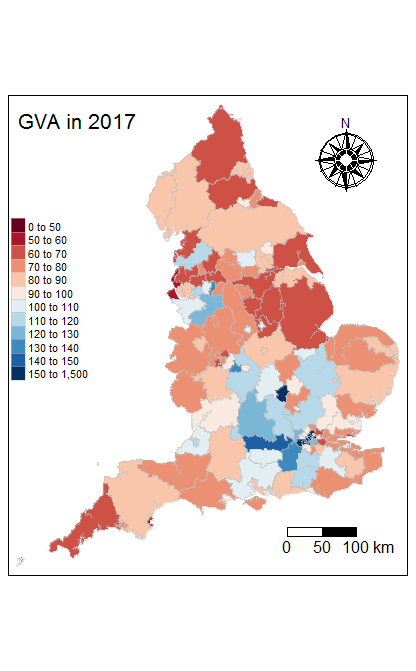 GVA in 2017
N
0 to 50
50 to 60
60 to 70
70 to 80
80 to 90
90 to 100
100 to 110
110 to 120
120 to 130
130 to 140
140 to 150
150 to 1,500
0 50 100 km